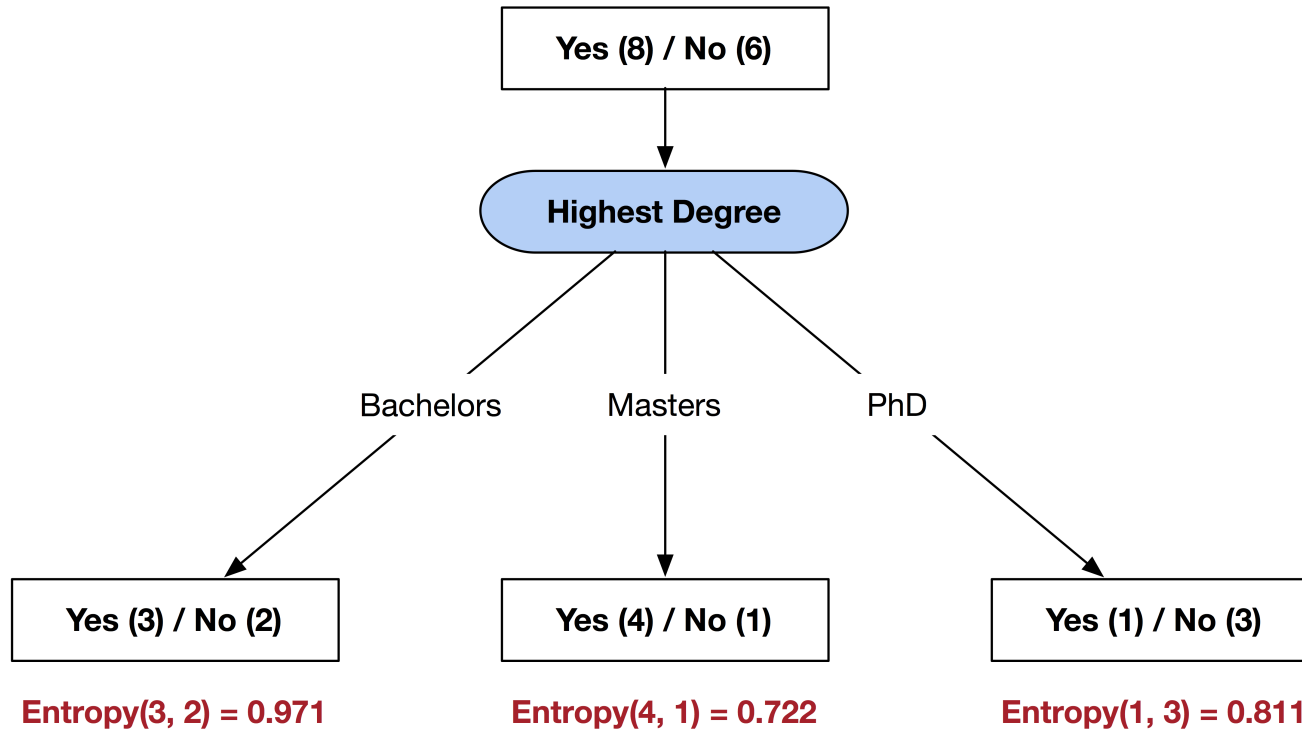 Yes (8) / No (6)
Highest Degree
Bachelors
Masters
PhD
Yes (3) / No (2)
Yes (4) / No (1)
Yes (1) / No (3)
Entropy(3, 2) = 0.971
Entropy(4, 1) = 0.722
Entropy(1, 3) = 0.811